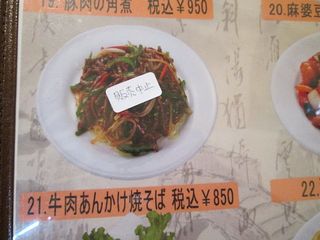 19. 豚肉の角煮 税込￥950
20. 麻婆豆
販売中止
21. 牛肉あんかけ焼そば 税込￥850
22.